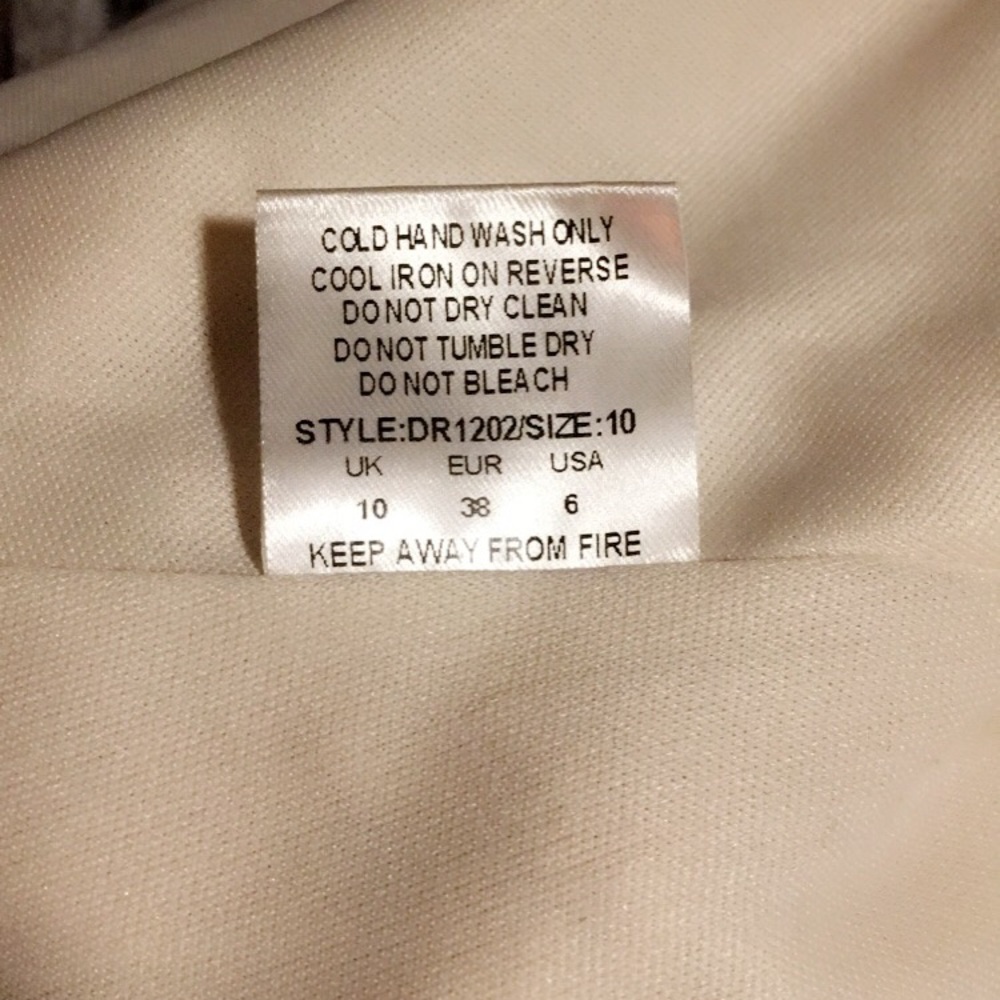 COLD HAND WASH ONLY
COOL IRON ON REVERSE
DO NOT DRY CLEAN
DO NOT TUMBLE DRY
DO NOT BLEACH
STYLE:DR1202/SIZE:10
UK EUR USA
10 38 6
KEEP AWAY FROM FIRE